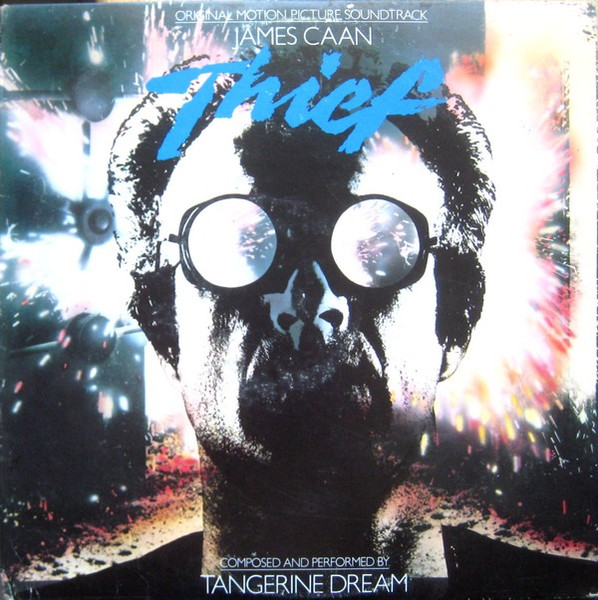 ORIGINAL MOTION PICTURE SOUNDTRACK
JAMES CAAN
Thief
COMPOSED AND PERFORMED BY
TANGERINE DREAM